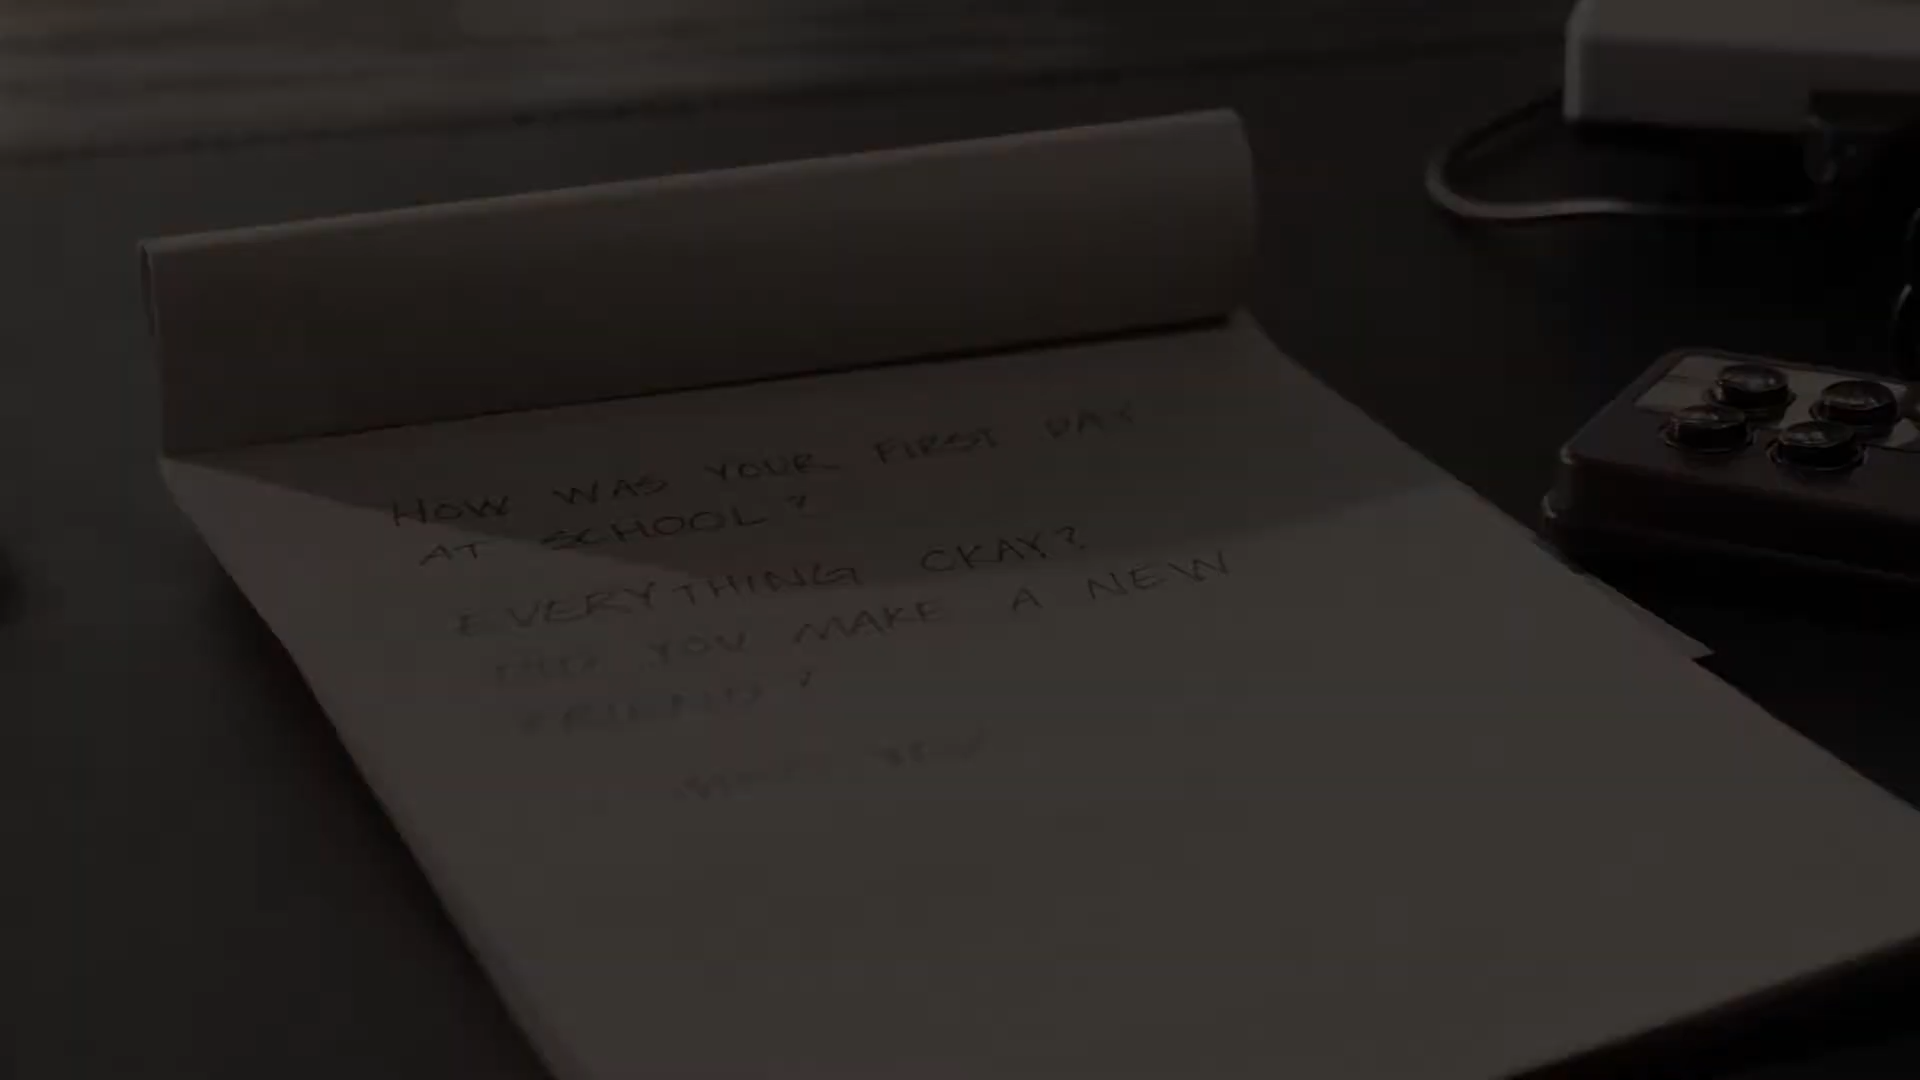 HOW WAS YOUR FIRST DAY
AT SCHOOL?
EVERYTHING OKAY?
DID YOU MAKE A NEW
FRIEND?